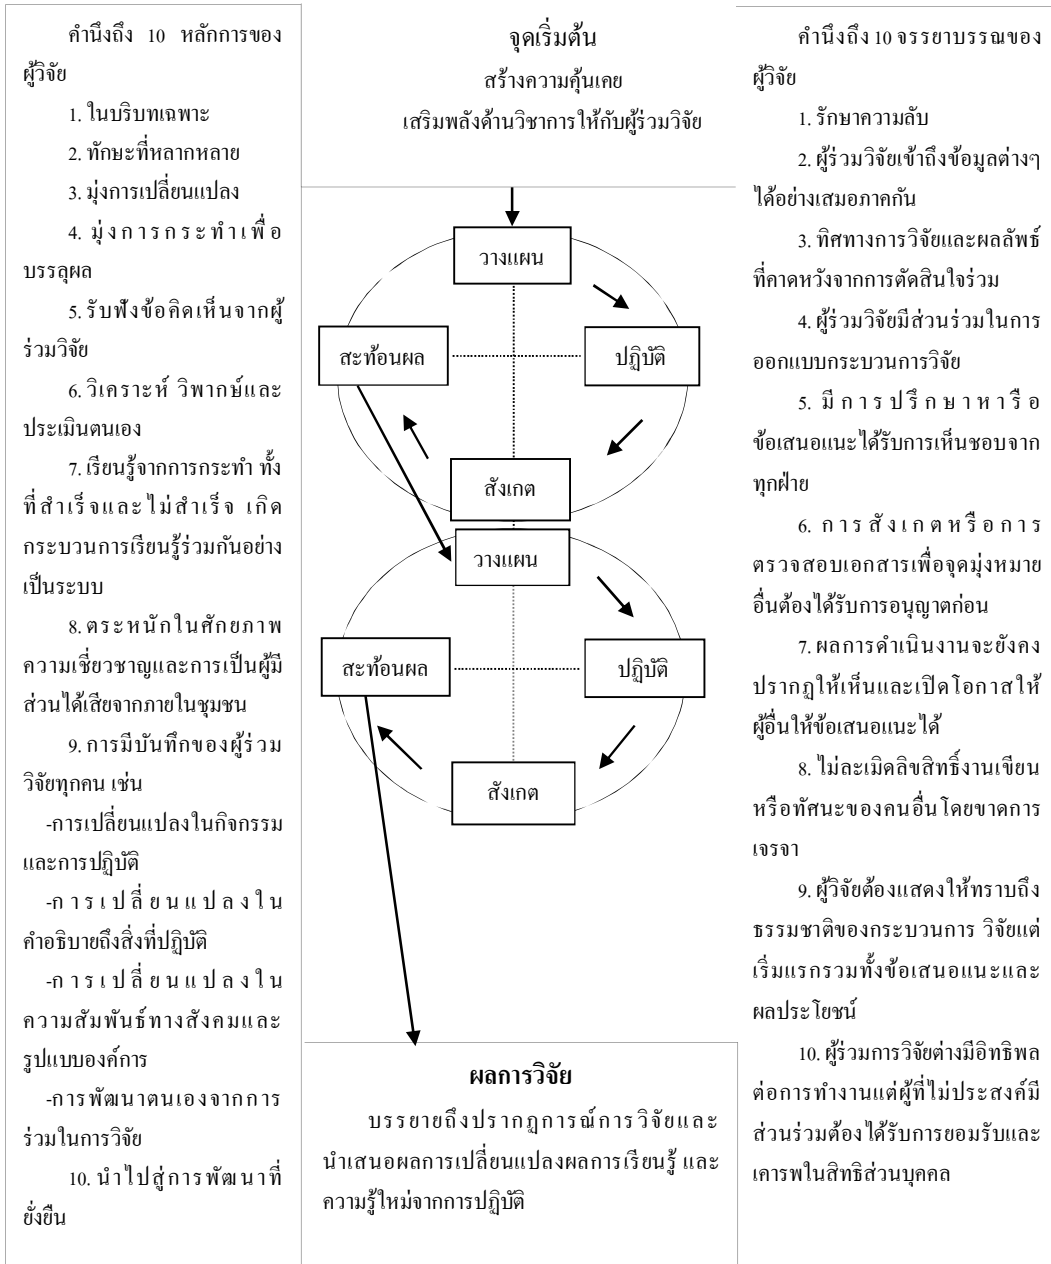 คำนึงถึง 10 หลักการของ
ผู้วิจัย
1. ในบริบทเฉพาะ
2. ทักษะที่หลากหลาย
3. มุ่งการเปลี่ยนแปลง
4. มุ่งการกระทำเพื่อ
บรรลุผล
5. รับฟังข้อคิดเห็นจากผู้
ร่วมวิจัย
6. วิเคราะห์ วิพากษ์และ
ประเมินตนเอง
7. เรียนรู้จากการกระทำ ทั้ง
ที่สำเร็จและไม่สำเร็จ เกิด
กระบวนการเรียนรู้ร่วมกันอย่าง
เป็นระบบ
8. ตระหนักในศักยภาพ
ความเชี่ยวชาญและการเป็นผู้มี
ส่วนได้เสียจากภายในชุมชน
9. การมีบันทึกของผู้ร่วม
วิจัยทุกคน เช่น
-การเปลี่ยนแปลงในกิจกรรม
และการปฏิบัติ
-การเปลี่ยนแปลงใน
คำอธิบายถึงสิ่งที่ปฏิบัติ
-การเปลี่ยนแปลงใน
ความสัมพันธ์ทางสังคมและ
รูปแบบองค์การ
-การพัฒนาตนเองจากการ
ร่วมในการวิจัย
10. นำไปสู่การพัฒนาที่
ยั่งยืน
จุดเริ่มต้น
สร้างความคุ้นเคย
เสริมพลังด้านวิชาการให้กับผู้ร่วมวิจัย
วางแผน
สะท้อนผล
ปฏิบัติ
สังเกต
วางแผน
สะท้อนผล
ปฏิบัติ
สังเกต
ผลการวิจัย
บรรยายถึงปรากฏการณ์การวิจัยและ
นำเสนอผลการเปลี่ยนแปลงผลการเรียนรู้ และ
ความรู้ใหม่จากการปฏิบัติ
คำนึงถึง 10 จรรยาบรรณของ
ผู้วิจัย
1. รักษาความลับ
2. ผู้ร่วมวิจัยเข้าถึงข้อมูลต่างๆ
ได้อย่างเสมอภาคกัน
3. ทิศทางการวิจัยและผลลัพธ์
ที่คาดหวังจากการตัดสินใจร่วม
4. ผู้ร่วมวิจัยมีส่วนร่วมในการ
ออกแบบกระบวนการวิจัย
5. มีการปรึกษาหารือ
ข้อเสนอแนะได้รับการเห็นชอบจาก
ทุกฝ่าย
6. การสังเกตหรือการ
ตรวจสอบเอกสารเพื่อจุดมุ่งหมาย
อื่นต้องได้รับการอนุญาตก่อน
7. ผลการดำเนินงานจะยังคง
ปรากฏให้เห็นและเปิดโอกาสให้
ผู้อื่นให้ข้อเสนอแนะได้
8. ไม่ละเมิดลิขสิทธิ์งานเขียน
หรือทัศนะของคนอื่นโดยขาดการ
เจรจา
9. ผู้วิจัยต้องแสดงให้ทราบถึง
ธรรมชาติของกระบวนการ วิจัยแต่
เริ่มแรกรวมทั้งข้อเสนอแนะและ
ผลประโยชน์
10. ผู้ร่วมการวิจัยต่างมีอิทธิพล
ต่อการทำงานแต่ผู้ที่ไม่ประสงค์มี
ส่วนร่วมต้องได้รับการยอมรับและ
เคารพในสิทธิส่วนบุคคล